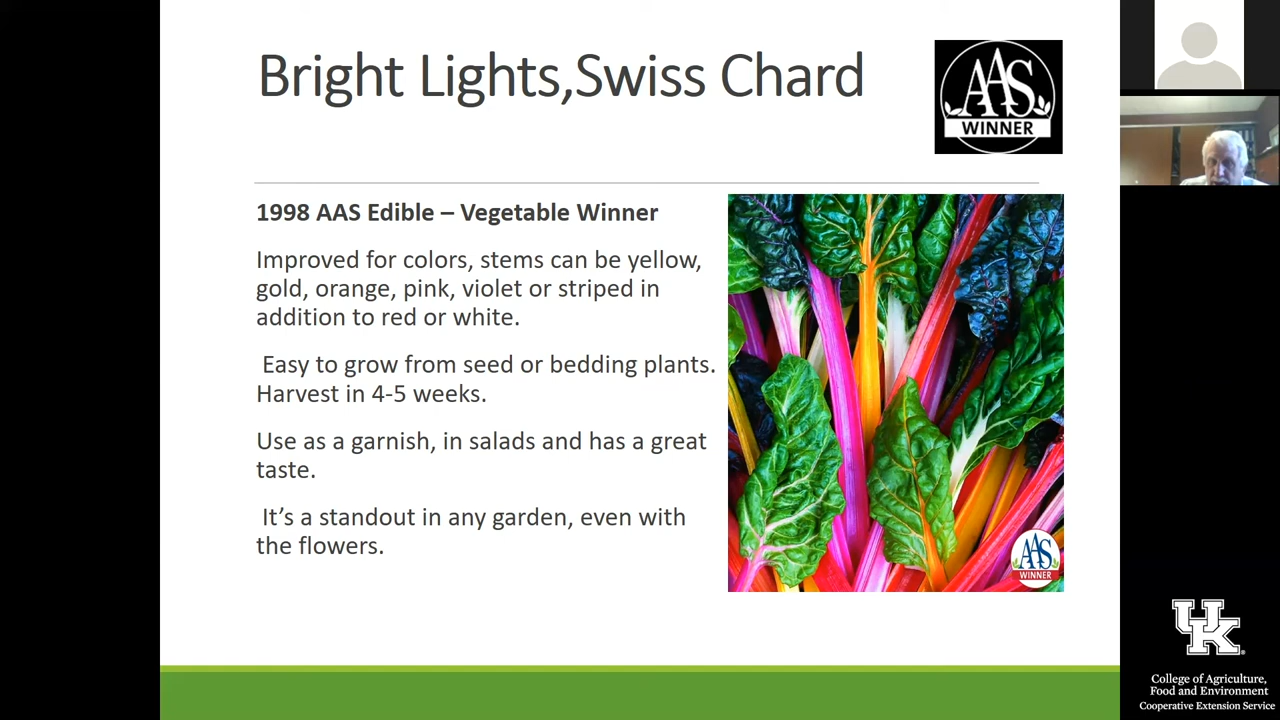 Bright Lights,Swiss Chard
AAS
WINNER
1998 AAS Edible – Vegetable Winner
Improved for colors, stems can be yellow,
gold, orange, pink, violet or striped in
addition to red or white.
Easy to grow from seed or bedding plants.
Harvest in 4-5 weeks.
Use as a garnish, in salads and has a great
taste.
It’s a standout in any garden, even with
the flowers.
AAS
WINNER
UK
College of Agriculture,
Food and Environment
Cooperative Extension Service